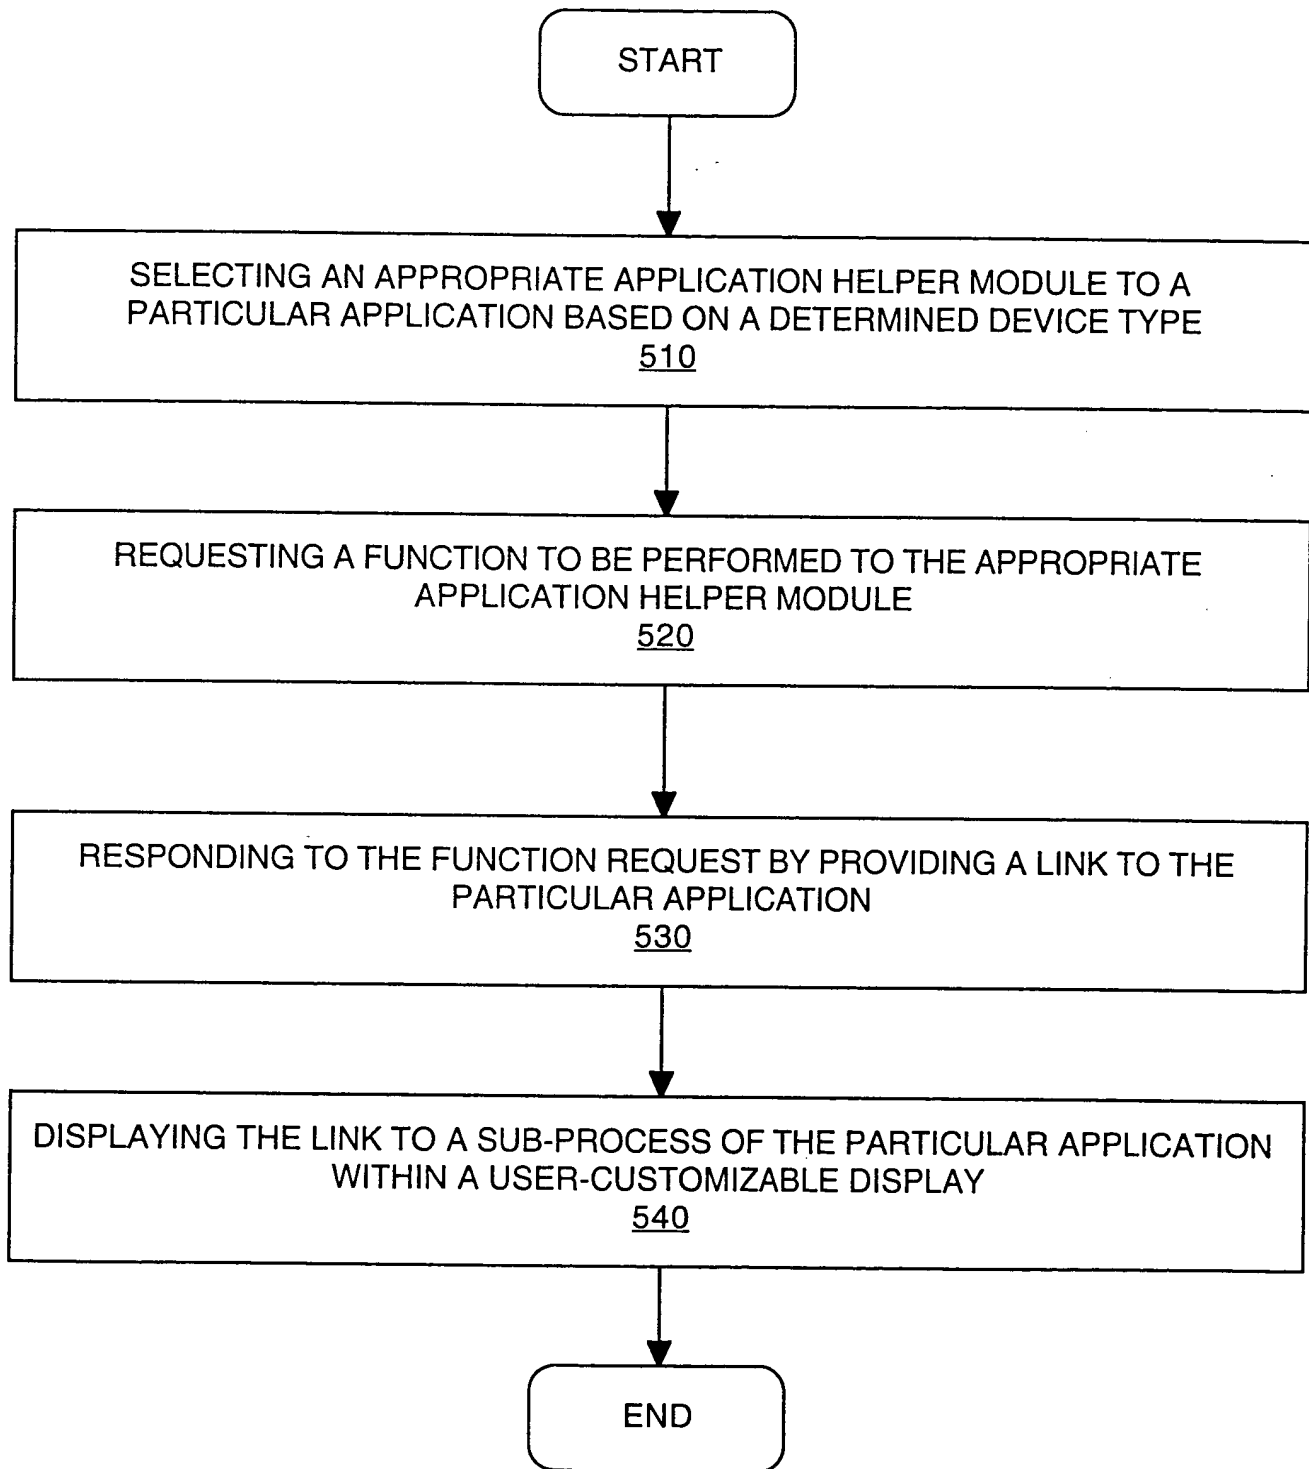 START
SELECTING AN APPROPRIATE APPLICATION HELPER MODULE TO A
PARTICULAR APPLICATION BASED ON A DETERMINED DEVICE TYPE
510
REQUESTING A FUNCTION TO BE PERFORMED TO THE APPROPRIATE
APPLICATION HELPER MODULE
520
RESPONDING TO THE FUNCTION REQUEST BY PROVIDING A LINK TO THE
PARTICULAR APPLICATION
530
DISPLAYING THE LINK TO A SUB-PROCESS OF THE PARTICULAR APPLICATION
WITHIN A USER-CUSTOMIZABLE DISPLAY
540
END